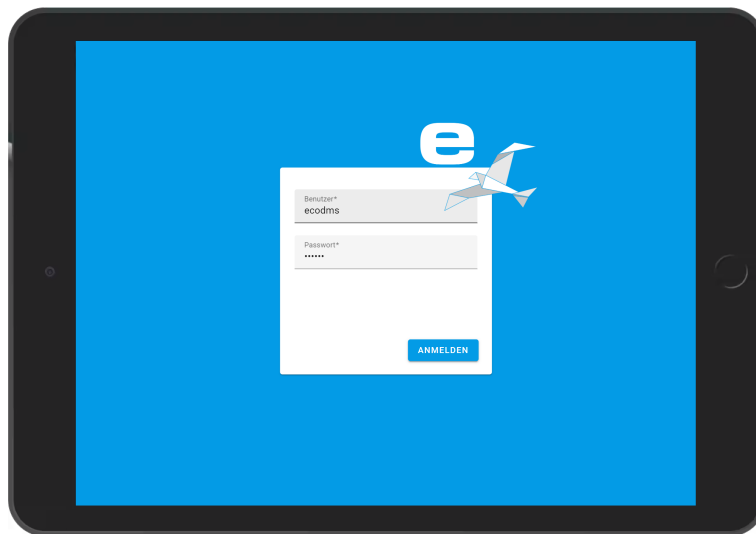 e
Benutzer*
ecodms
Passwort*
••••••
ANMELDEN